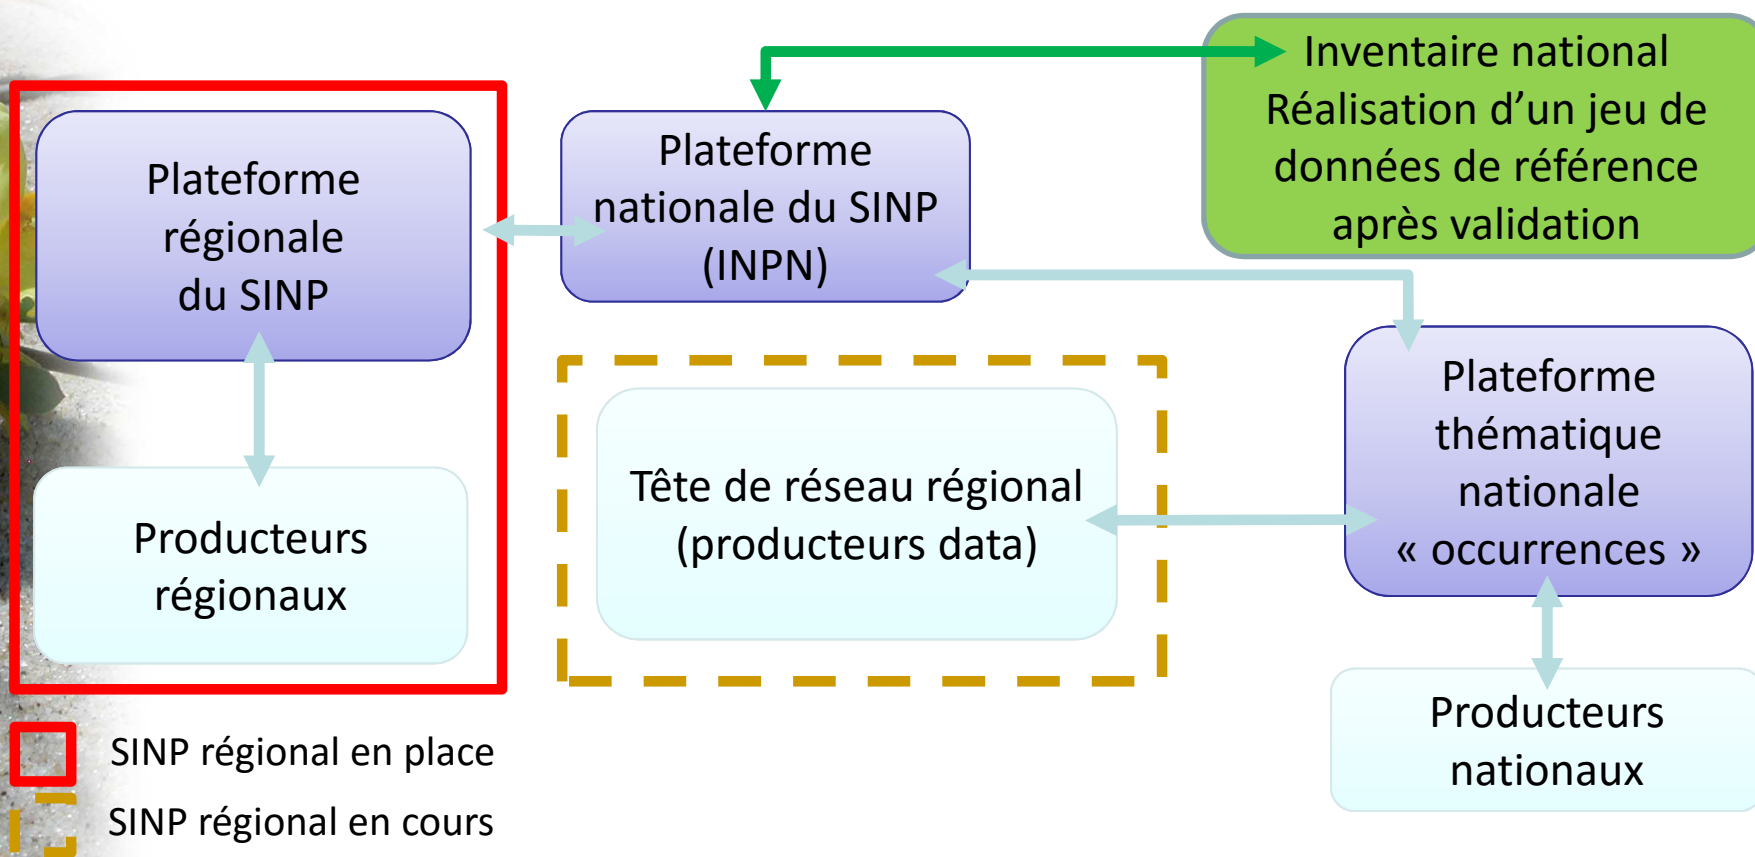 Inventaire national
Réalisation d’un jeu de
données de référence
après validation
Plateforme
régionale
du SINP
Plateforme
nationale du SINP
(INPN)
Plateforme
thématique
nationale
« occurrences »
Tête de réseau régional
(producteurs data)
Producteurs
régionaux
Producteurs
nationaux
SINP régional en place
SINP régional en cours